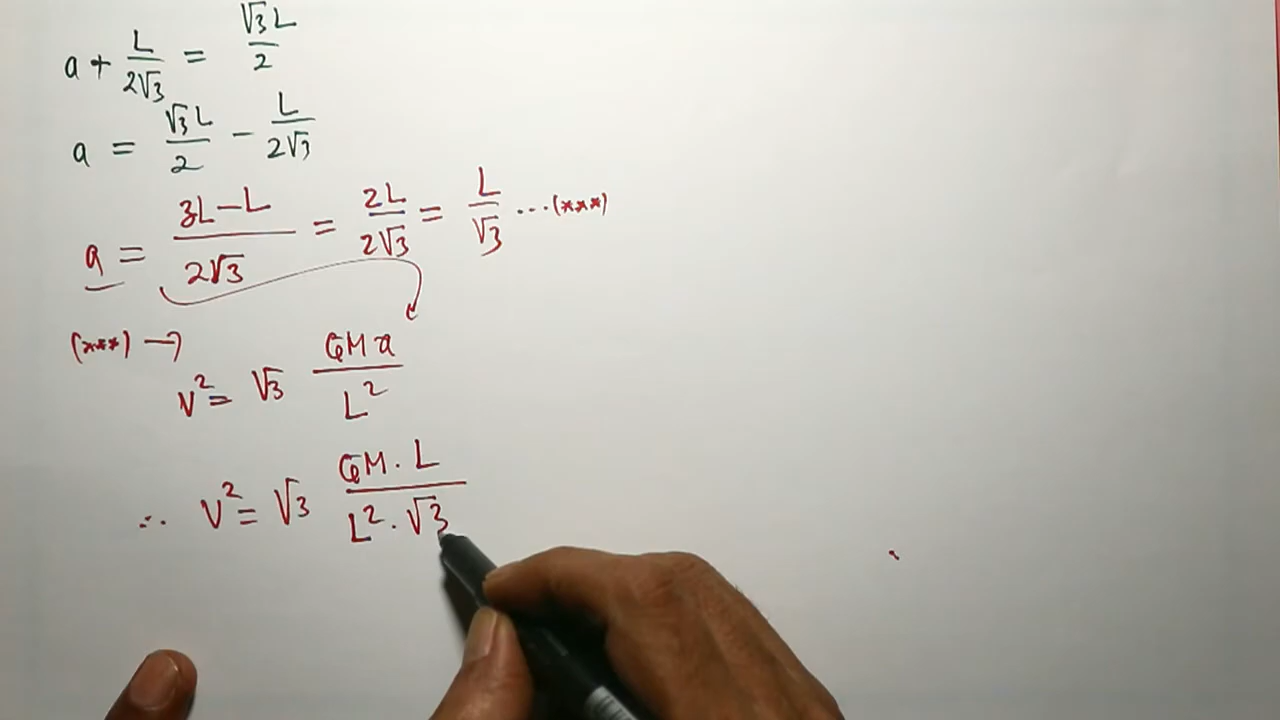 a + L/2√3 = √3L/2
a = √3L/2 - L/2√3
a = 3L-L/2√3 = 2L/2√3 = L/√3 ...(***)
(***) →
V² = √3 GMa/L²
∴ V² = √3 GM.L/L².√3